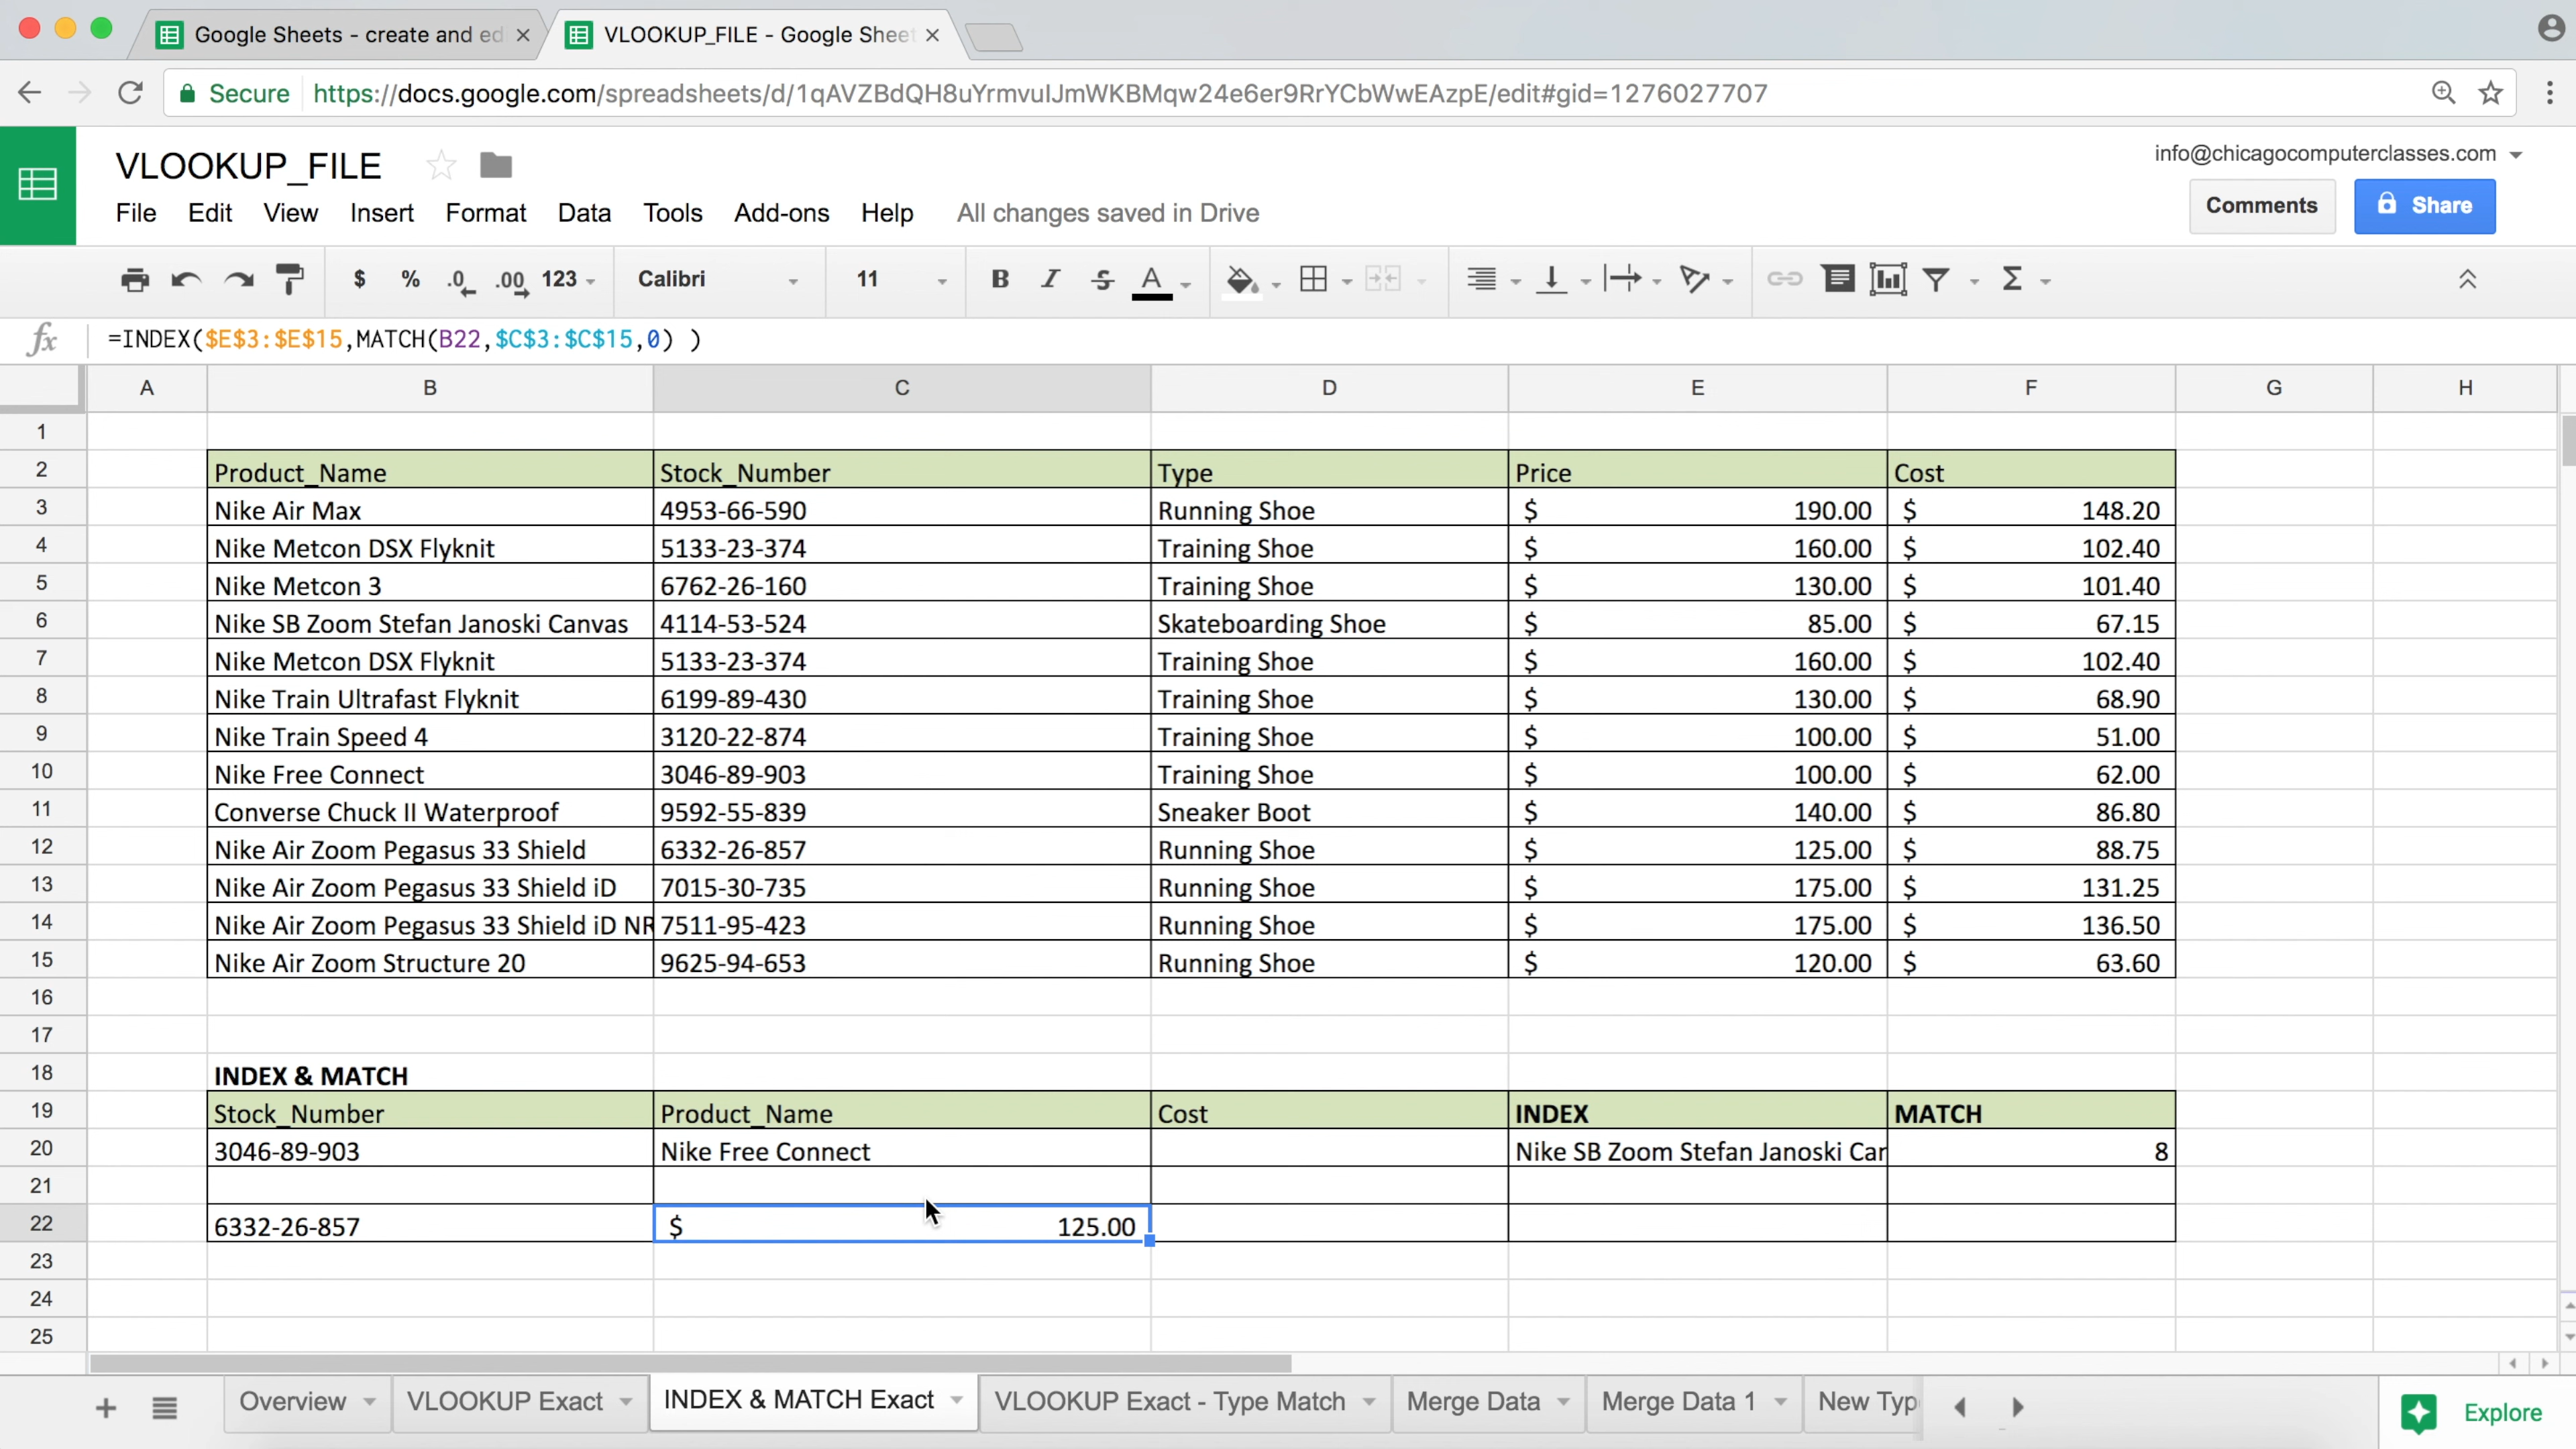 Google Sheets - create and ed
VLOOKUP_FILE - Google Sheet
Secure https://docs.google.com/spreadsheets/d/1qAVZBdQH8uYrmvuIJmWKBMqw24e6er9RrYCbWwEAzpE/edit#gid=1276027707
VLOOKUP_FILE
info@chicagocomputerclasses.com
File Edit View Insert Format Data Tools Add-ons Help All changes saved in Drive
Comments Share
$ % .0 .00 123 Calibri 11 B I S A Σ
fx =INDEX($E$3:$E$15,MATCH(B22,$C$3:$C$15,0) )
A B C D E F G H
1
2 Product_Name Stock_Number Type Price Cost
3 Nike Air Max 4953-66-590 Running Shoe $ 190.00 $ 148.20
4 Nike Metcon DSX Flyknit 5133-23-374 Training Shoe $ 160.00 $ 102.40
5 Nike Metcon 3 6762-26-160 Training Shoe $ 130.00 $ 101.40
6 Nike SB Zoom Stefan Janoski Canvas 4114-53-524 Skateboarding Shoe $ 85.00 $ 67.15
7 Nike Metcon DSX Flyknit 5133-23-374 Training Shoe $ 160.00 $ 102.40
8 Nike Train Ultrafast Flyknit 6199-89-430 Training Shoe $ 130.00 $ 68.90
9 Nike Train Speed 4 3120-22-874 Training Shoe $ 100.00 $ 51.00
10 Nike Free Connect 3046-89-903 Training Shoe $ 100.00 $ 62.00
11 Converse Chuck II Waterproof 9592-55-839 Sneaker Boot $ 140.00 $ 86.80
12 Nike Air Zoom Pegasus 33 Shield 6332-26-857 Running Shoe $ 125.00 $ 88.75
13 Nike Air Zoom Pegasus 33 Shield iD 7015-30-735 Running Shoe $ 175.00 $ 131.25
14 Nike Air Zoom Pegasus 33 Shield iD NR 7511-95-423 Running Shoe $ 175.00 $ 136.50
15 Nike Air Zoom Structure 20 9625-94-653 Running Shoe $ 120.00 $ 63.60
16
17
18 INDEX & MATCH
19 Stock_Number Product_Name Cost INDEX MATCH
20 3046-89-903 Nike Free Connect Nike SB Zoom Stefan Janoski Can 8
21
22 6332-26-857 $ 125.00
23
24
25
Overview VLOOKUP Exact INDEX & MATCH Exact VLOOKUP Exact - Type Match Merge Data Merge Data 1 New Typ Explore